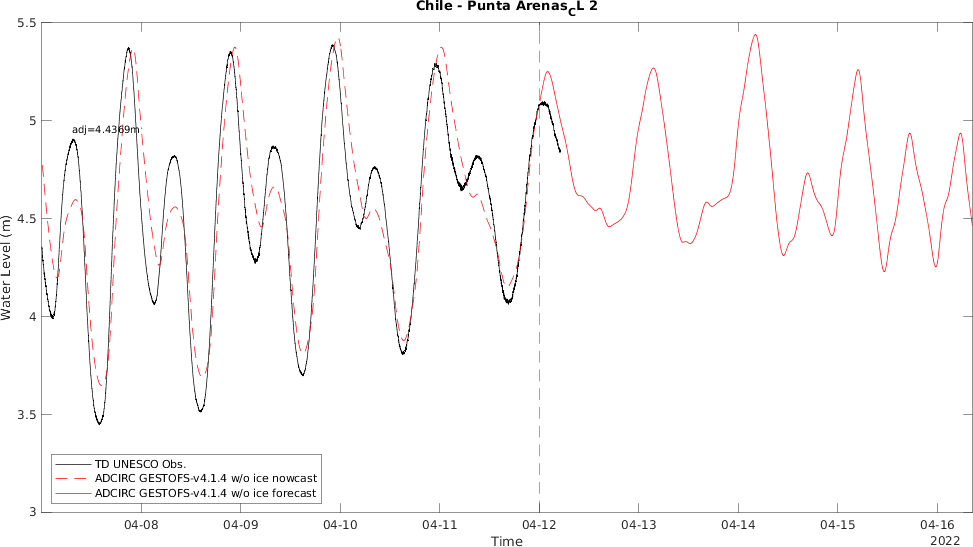 Chile - Punta Arenas_CL 2
5.5
5
4.5
4
3.5
3
Water Level (m)
adj=4.4369m
TD UNESCO Obs.
ADCIRC GESTOFS-v4.1.4 w/o ice nowcast
ADCIRC GESTOFS-v4.1.4 w/o ice forecast
04-08 04-09 04-10 04-11 04-12 04-13 04-14 04-15 04-16
Time
2022